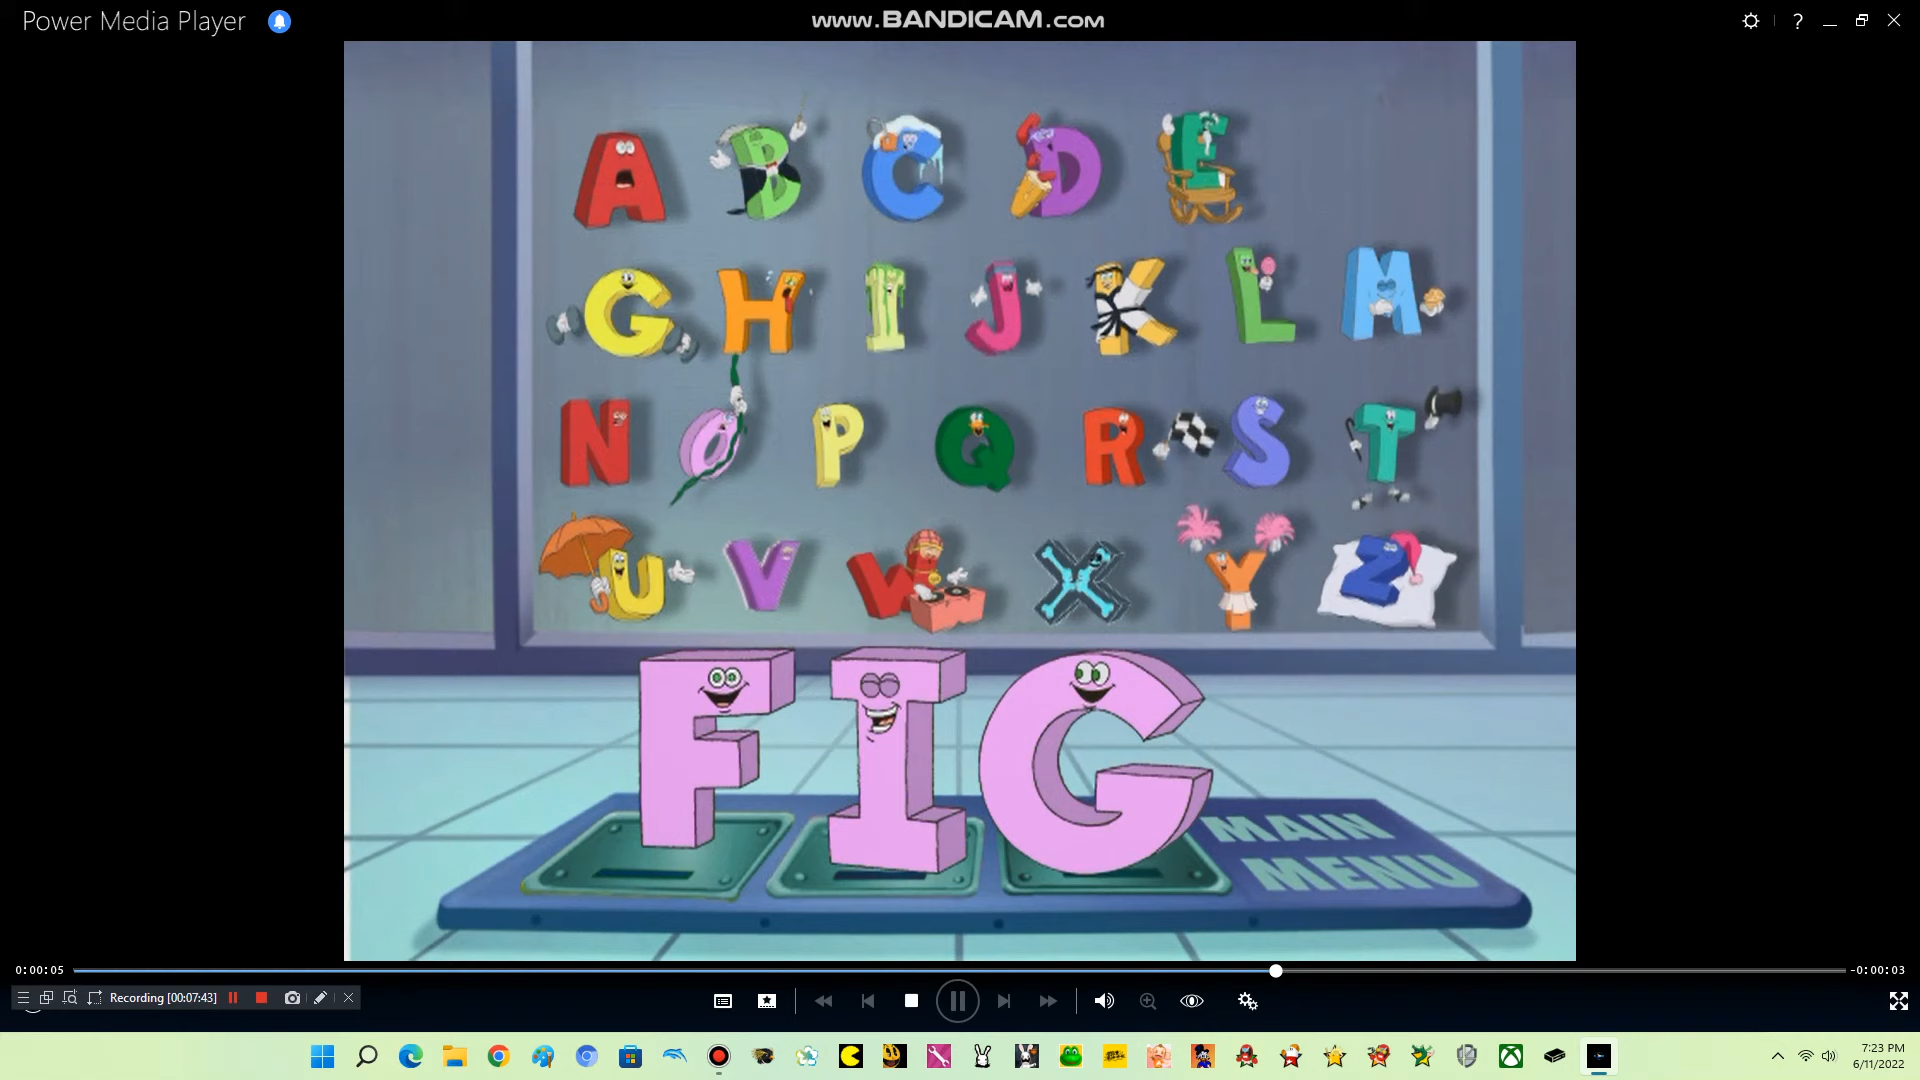 Power Media Player
www.BANDICAM.com
A B C D E
G H I J K L M
N O P Q R S T
U V W X Y Z
FIG
MAIN
MENU
0:00:05
-0:00:03
Recording [00:07:43]
7:23 PM
6/11/2022